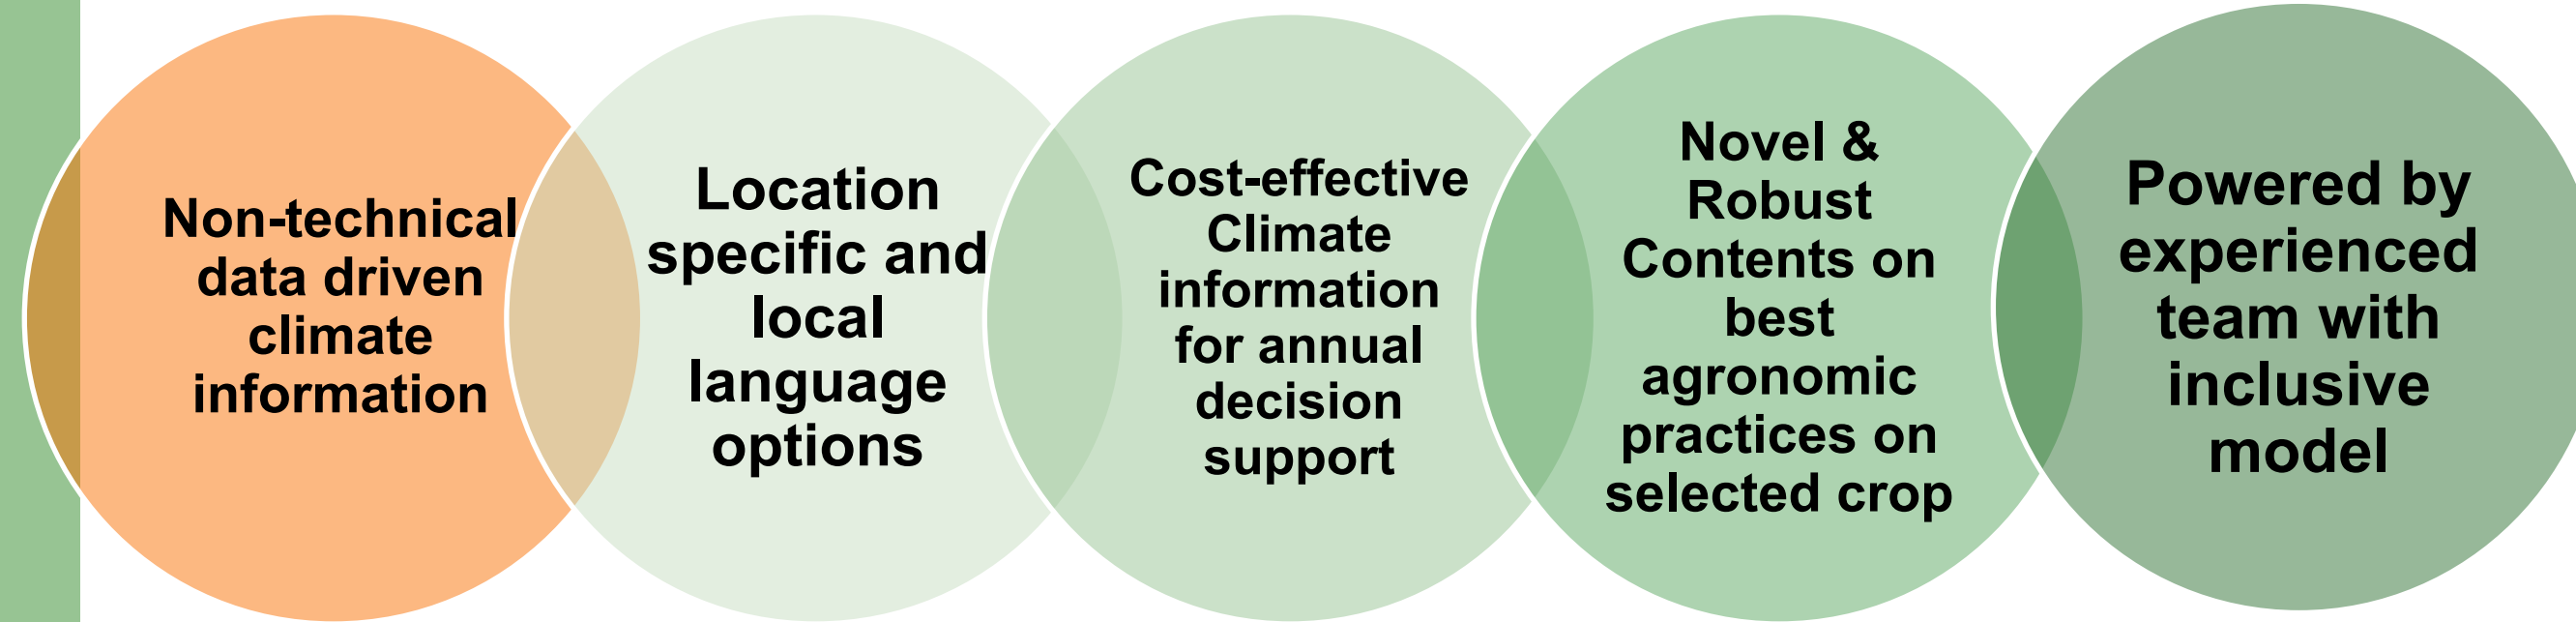 Non-technical
data driven
climate
information
Location
specific and
local
language
options
Cost-effective
Climate
information
for annual
decision
support
Novel &
Robust
Contents on
best
agronomic
practices on
selected crop
Powered by
experienced
team with
inclusive
model